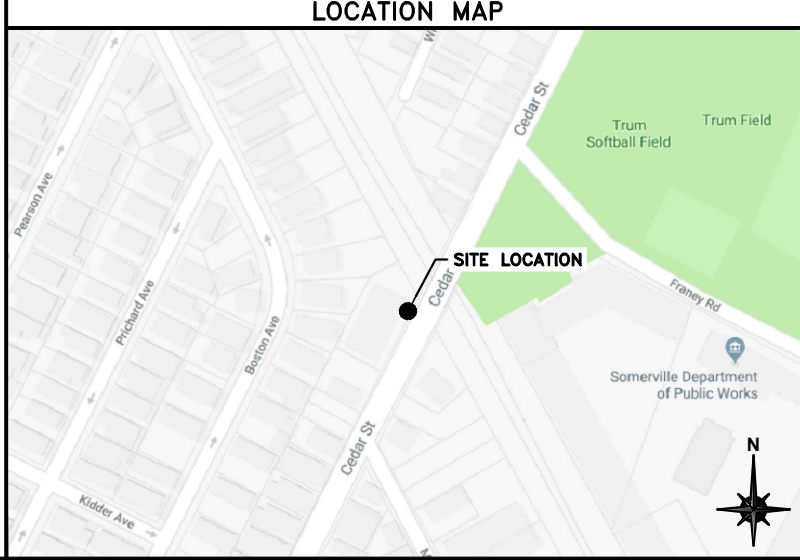 LOCATION MAP
Cedar St
Trum
Softball Field
Trum Field
Pearson Ave
SITE LOCATION
Cedar
Prichard Ave
Boston Ave
Franey Rd
Somerville Department
of Public Works
Cedar St
N
Kidder Ave